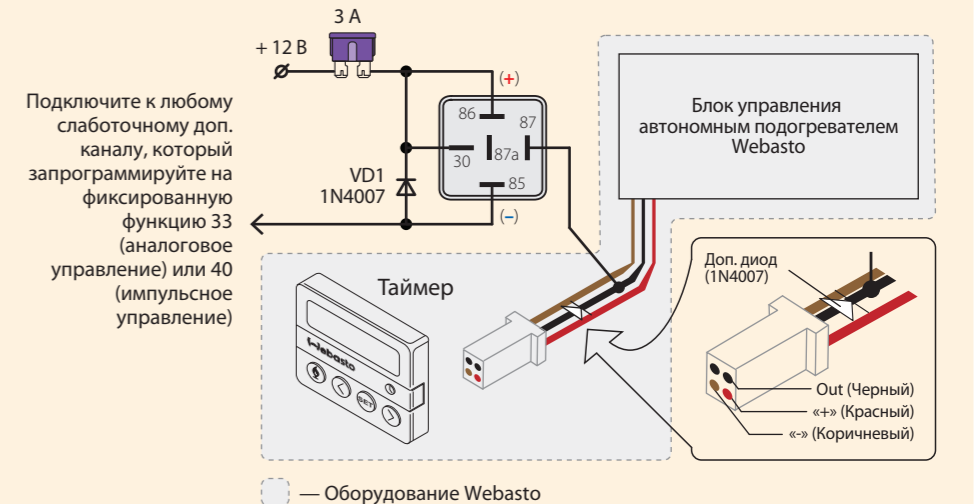 3 А
+ 12 В
(+)
Подключите к любому
слаботочному доп.
каналу, который
запрограммируйте на
фиксированную
функцию 33
(аналоговое
управление) или 40
(импульсное
управление)
86
87
30
87a
85
VD1
1N4007
(–)
Блок управления
автономным подогревателем
Webasto
Таймер
Webasto
SET
Доп. диод
(1N4007)
Out (Черный)
«+» (Красный)
«-» (Коричневый)
— Оборудование Webasto